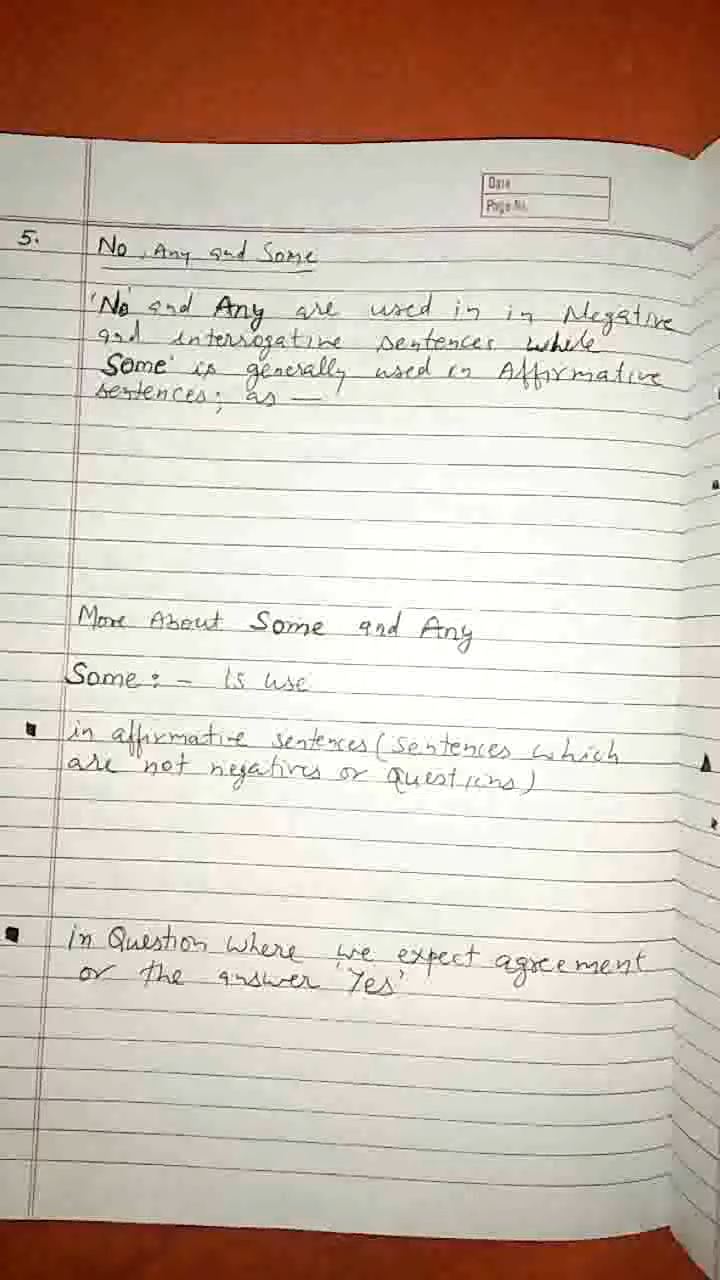 Date
Page No.
5.
No, Any and Some
'No' and Any are used in in Negative
and interrogative sentences while
Some' is generally used in Affirmative
sentences; as —
More About Some and Any
Some : - is use
in affirmative sentences (sentences which
are not negatives or questions)
in Question where we expect agreement
or the answer 'Yes'